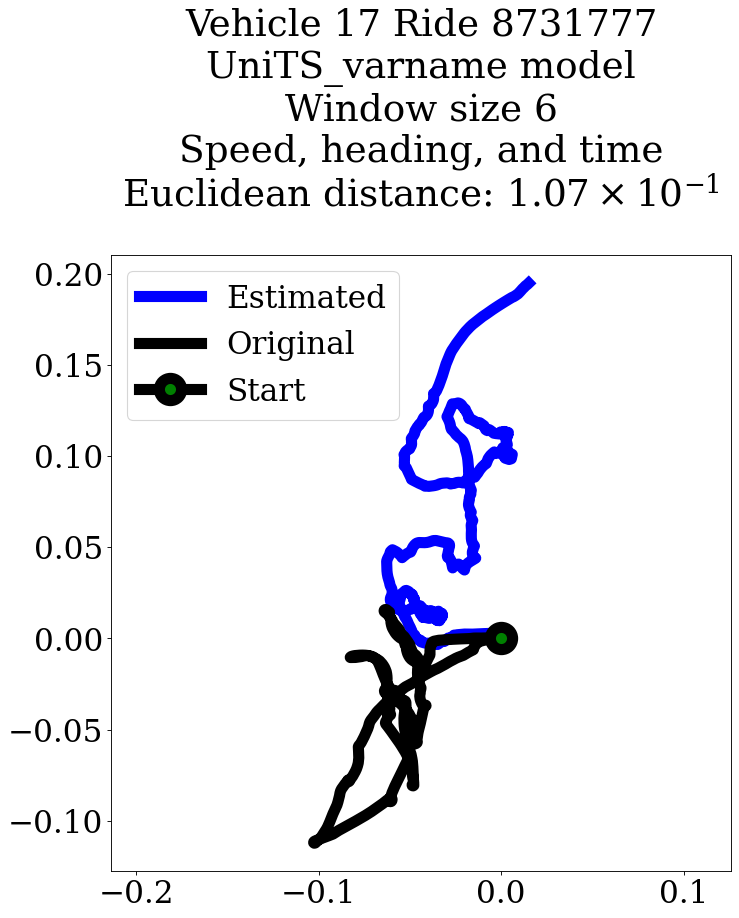 Vehicle 17 Ride 8731777
UniTS_varname model
Window size 6
Speed, heading, and time
Euclidean distance: 1.07 × 10⁻¹
Estimated
Original
Start
0.20
0.15
0.10
0.05
0.00
−0.05
−0.10
−0.2 −0.1 0.0 0.1